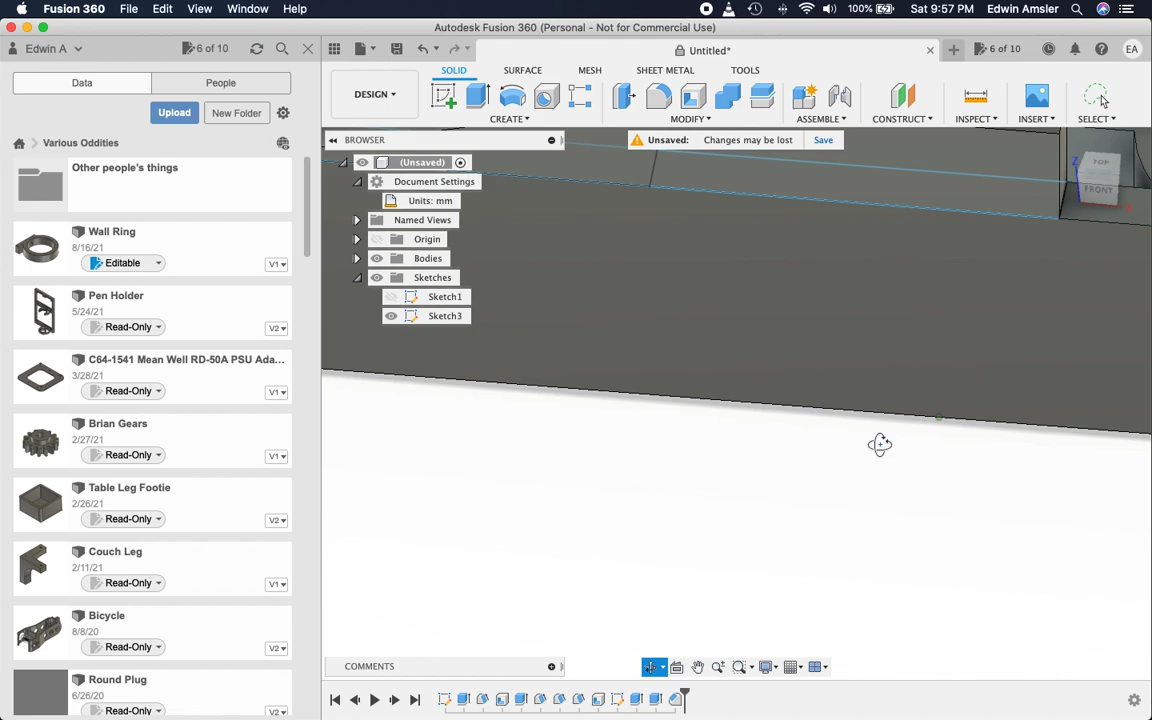 Fusion 360 File Edit View Window Help 100% Sat 9:57 PM Edwin Amsler
Autodesk Fusion 360 (Personal - Not for Commercial Use)
Edwin A 6 of 10 Untitled* 6 of 10 EA
Data People
Upload New Folder
Various Oddities
Other people's things
Wall Ring
8/16/21
Editable V1
Pen Holder
5/24/21
Read-Only V2
C64-1541 Mean Well RD-50A PSU Ada...
3/28/21
Read-Only V1
Brian Gears
2/27/21
Read-Only V1
Table Leg Footie
2/26/21
Read-Only V2
Couch Leg
2/11/21
Read-Only V1
Bicycle
8/8/20
Read-Only V2
Round Plug
6/26/20
Read-Only V2
SOLID SURFACE MESH SHEET METAL TOOLS
DESIGN
CREATE MODIFY ASSEMBLE CONSTRUCT INSPECT INSERT SELECT
BROWSER
Unsaved: Changes may be lost Save
(Unsaved)
Document Settings
Units: mm
Named Views
Origin
Bodies
Sketches
Sketch1
Sketch3
Z TOP
FRONT X
COMMENTS